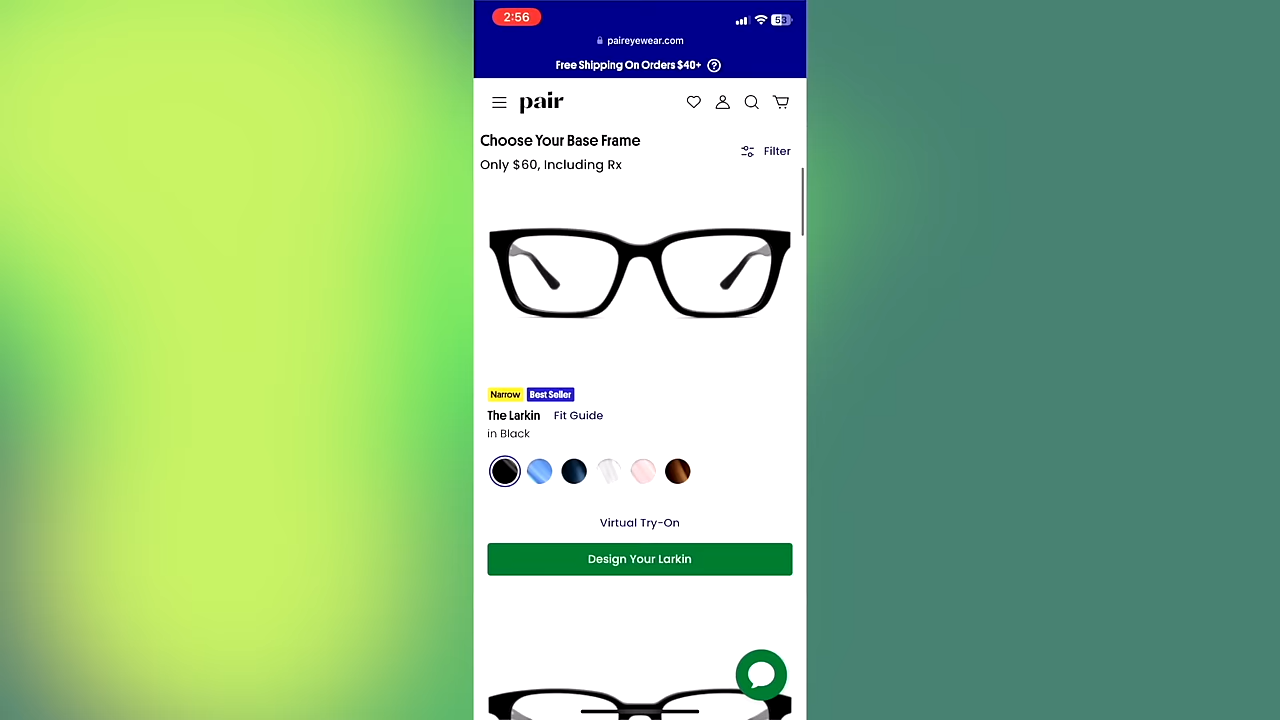 2:56
53
paireyewear.com
Free Shipping On Orders $40+ ?
pair
Choose Your Base Frame
Filter
Only $60, Including Rx
Narrow Best Seller
The Larkin Fit Guide
in Black
Virtual Try-On
Design Your Larkin